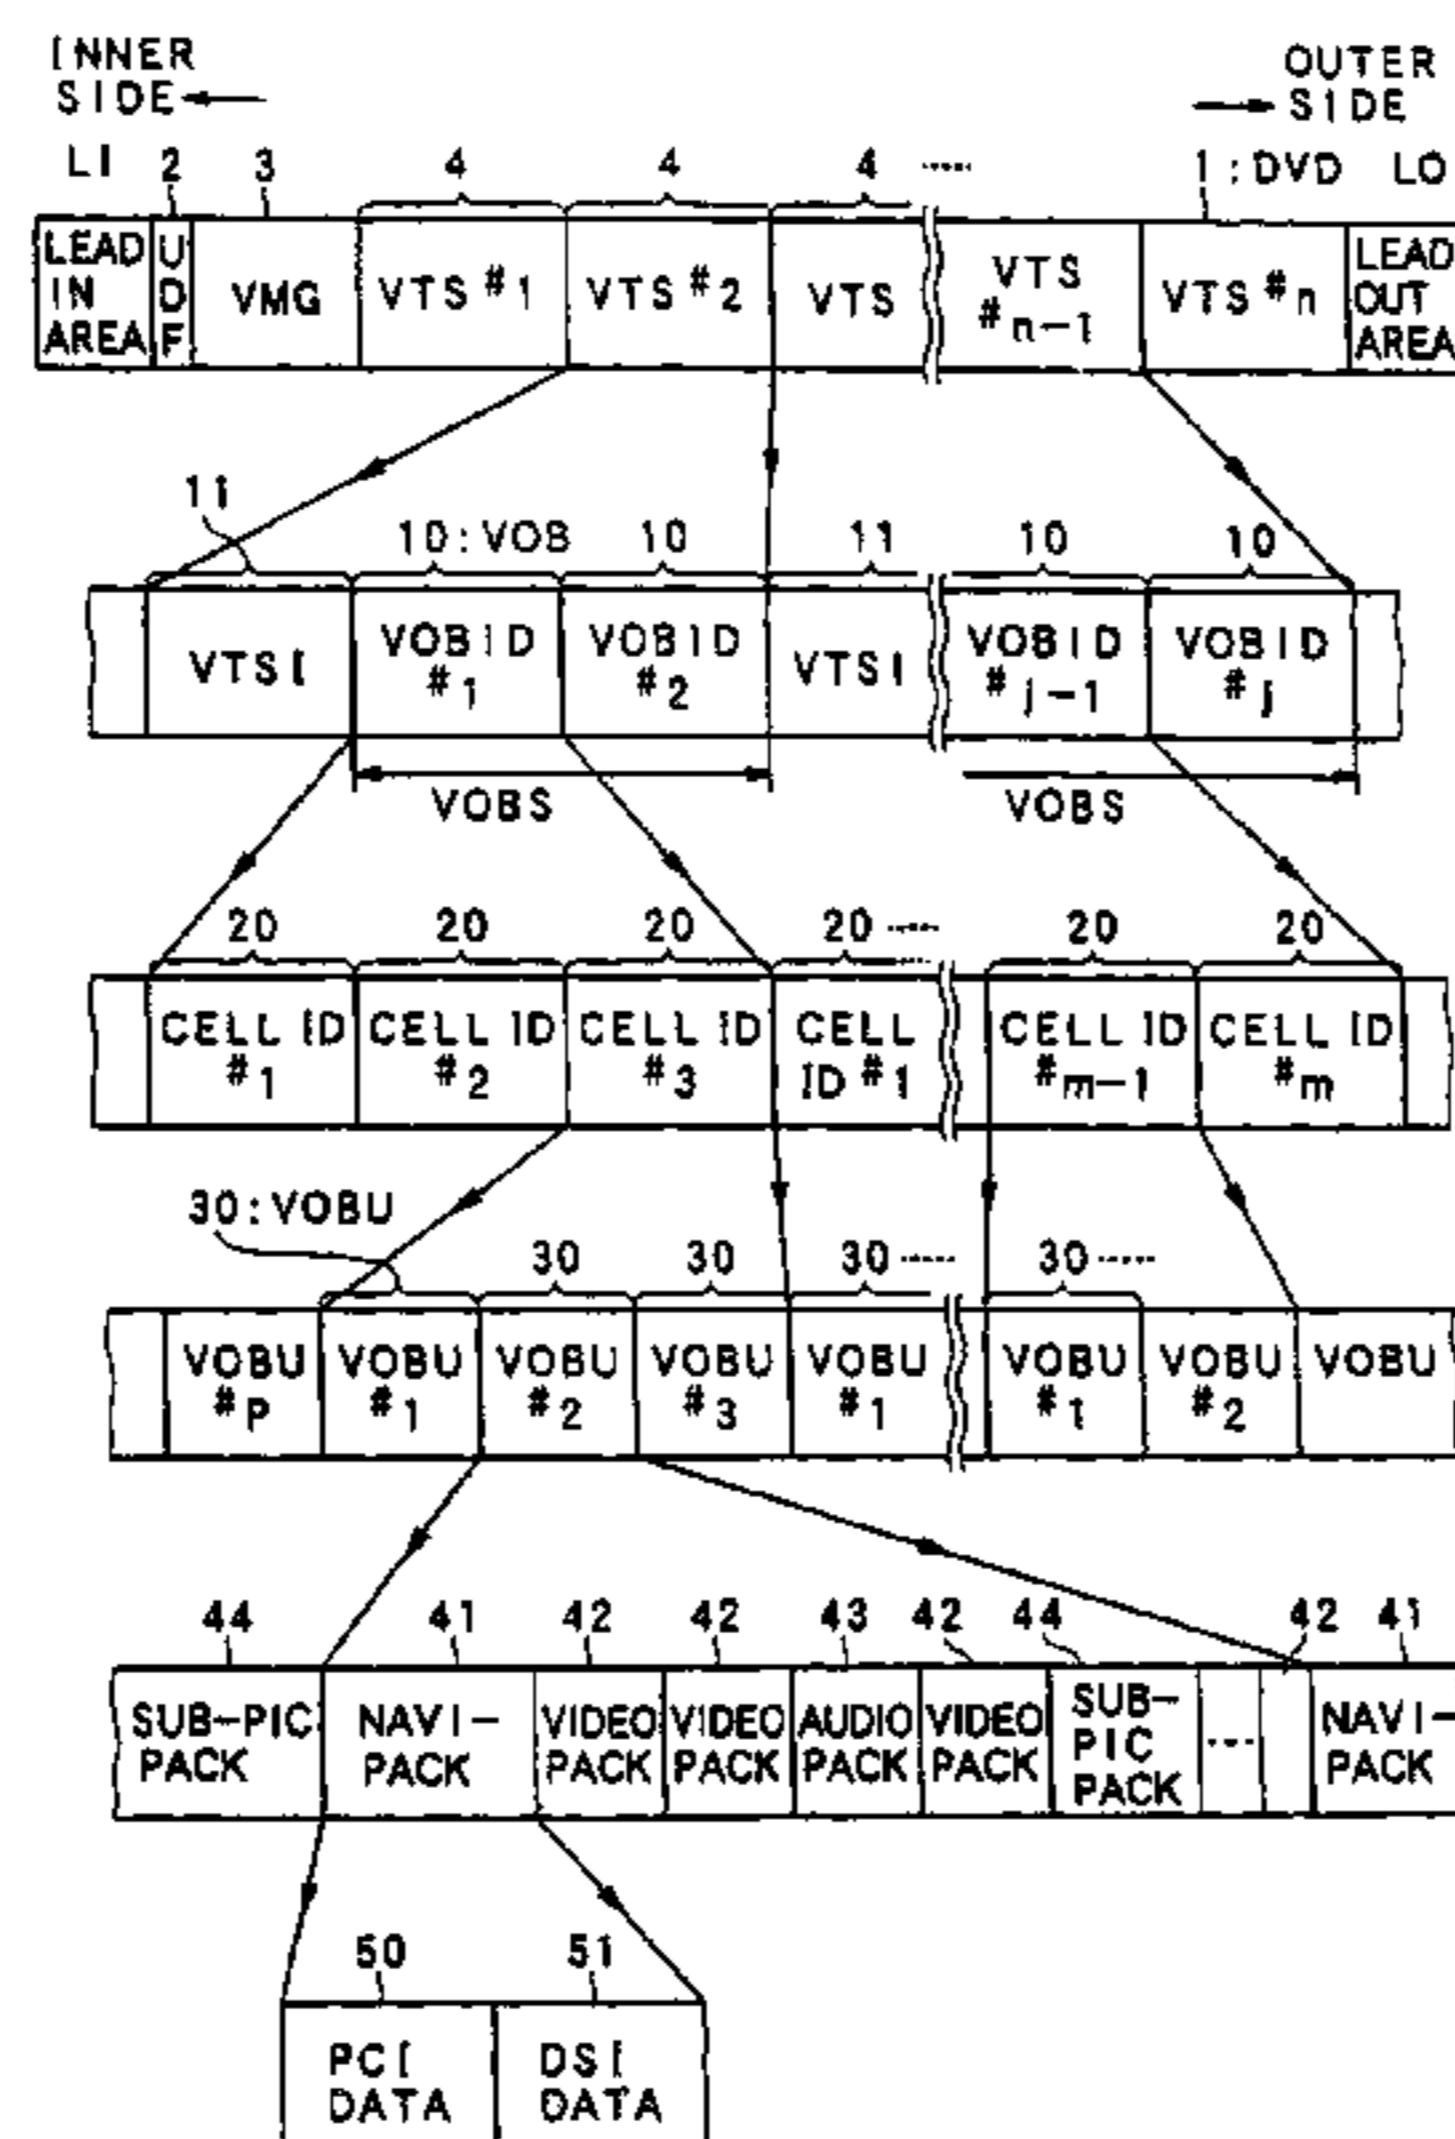 INNER SIDE
OUTER SIDE
LI 2 3 4 4 4 ····· 1:DVD LO
LEAD IN AREA
UDF
VMG
VTS #1
VTS #2
VTS
VTS #n-1
VTS #n
LEAD OUT AREA
11 10:VOB 10 11 10 10
VTSI
VOBID #1
VOBID #2
VTSI
VOBID #j-1
VOBID #j
VOBS
VOBS
20 20 20 20 ····· 20 20
CELL ID #1
CELL ID #2
CELL ID #3
CELL ID #1
CELL ID #m-1
CELL ID #m
30:VOBU 30 30 30 ····· 30 ·····
VOBU #P
VOBU #1
VOBU #2
VOBU #3
VOBU #1
VOBU #1
VOBU #2
VOBU
44 41 42 42 43 42 44 42 41
SUB-PIC PACK
NAVI-PACK
VIDEO PACK
VIDEO PACK
AUDIO PACK
VIDEO PACK
SUB-PIC PACK
····
NAVI-PACK
50 51
PCI DATA
DSI DATA